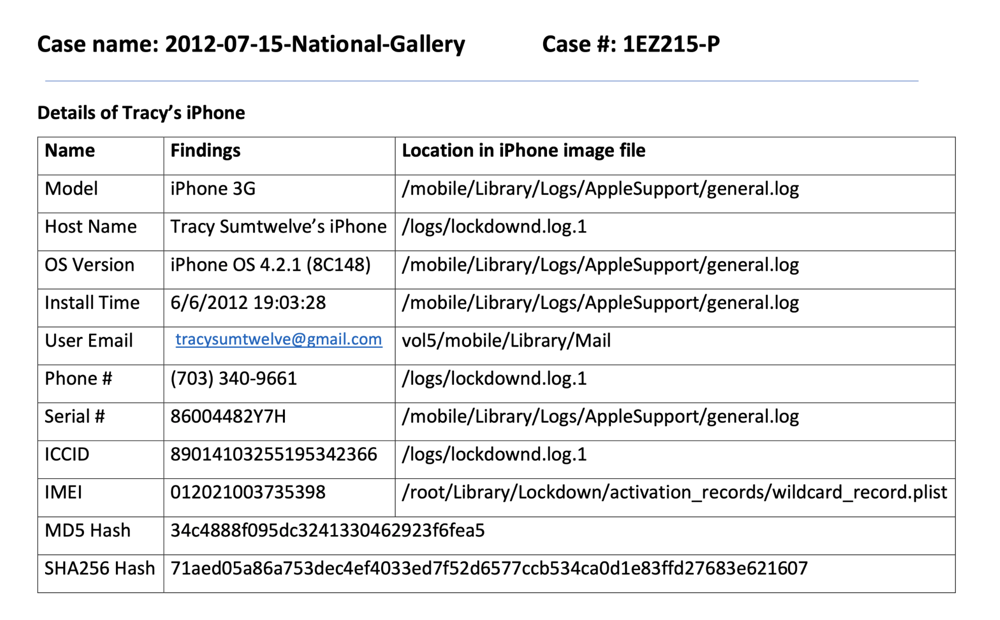 Case name: 2012-07-15-National-Gallery Case #: 1EZ215-P
Details of Tracy’s iPhone
Name Findings Location in iPhone image file
Model iPhone 3G /mobile/Library/Logs/AppleSupport/general.log
Host Name Tracy Sumtwelve’s iPhone /logs/lockdownd.log.1
OS Version iPhone OS 4.2.1 (8C148) /mobile/Library/Logs/AppleSupport/general.log
Install Time 6/6/2012 19:03:28 /mobile/Library/Logs/AppleSupport/general.log
User Email tracysumtwelve@gmail.com vol5/mobile/Library/Mail
Phone # (703) 340-9661 /logs/lockdownd.log.1
Serial # 86004482Y7H /mobile/Library/Logs/AppleSupport/general.log
ICCID 89014103255195342366 /logs/lockdownd.log.1
IMEI 012021003735398 /root/Library/Lockdown/activation_records/wildcard_record.plist
MD5 Hash 34c4888f095dc3241330462923f6fea5
SHA256 Hash 71aed05a86a753dec4ef4033ed7f52d6577ccb534ca0d1e83ffd27683e621607